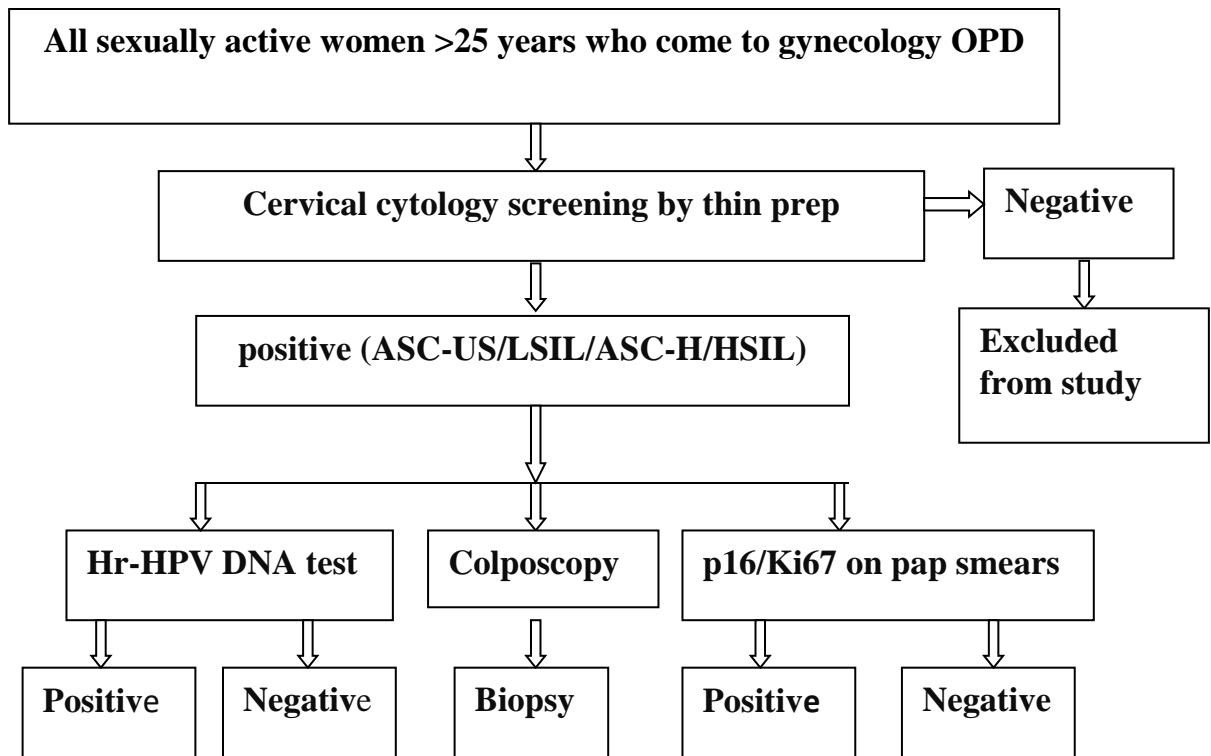 All sexually active women >25 years who come to gynecology OPD
Cervical cytology screening by thin prep
Negative
positive (ASC-US/LSIL/ASC-H/HSIL)
Excluded
from study
Hr-HPV DNA test
Colposcopy
p16/Ki67 on pap smears
Positive
Negative
Biopsy
Positive
Negative